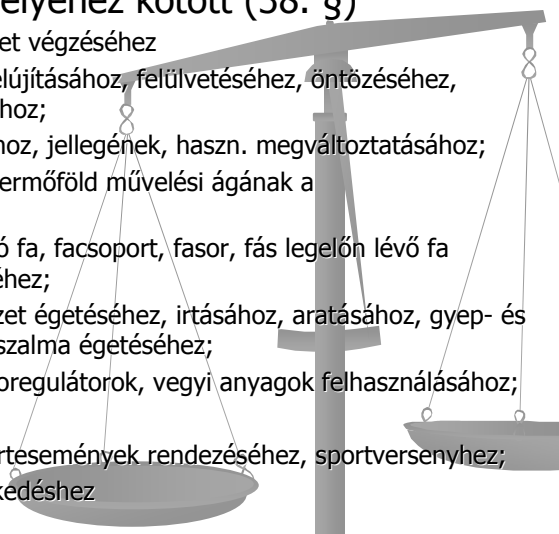 elyéhez kötött (38. §)
et végzéséhez
elújításához, felülvetéséhez, öntözéséhez,
hoz;
hoz, jellegének, haszn. megváltoztatásához;
ermőföld művelési ágának a
ó fa, facsoport, fasor, fás legelőn lévő fa
éhez;
zet égetéséhez, irtásához, aratásához, gyep- és
szalma égetéséhez;
oregulátorok, vegyi anyagok felhasználásához;
rtesemények rendezéséhez, sportversenyhez;
kedéshez